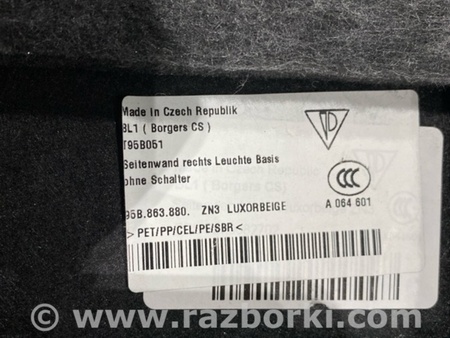 Made in Czech Republik
BL1 ( Borgers CS )
T95B051
Seitenwand rechts Leuchte Basis
ohne Schalter
CCC
95B.863.880. ZN3 LUXORBEIGE
A 064 601
> PET/PP/CEL/PE/SBR <
© www.razborki.com